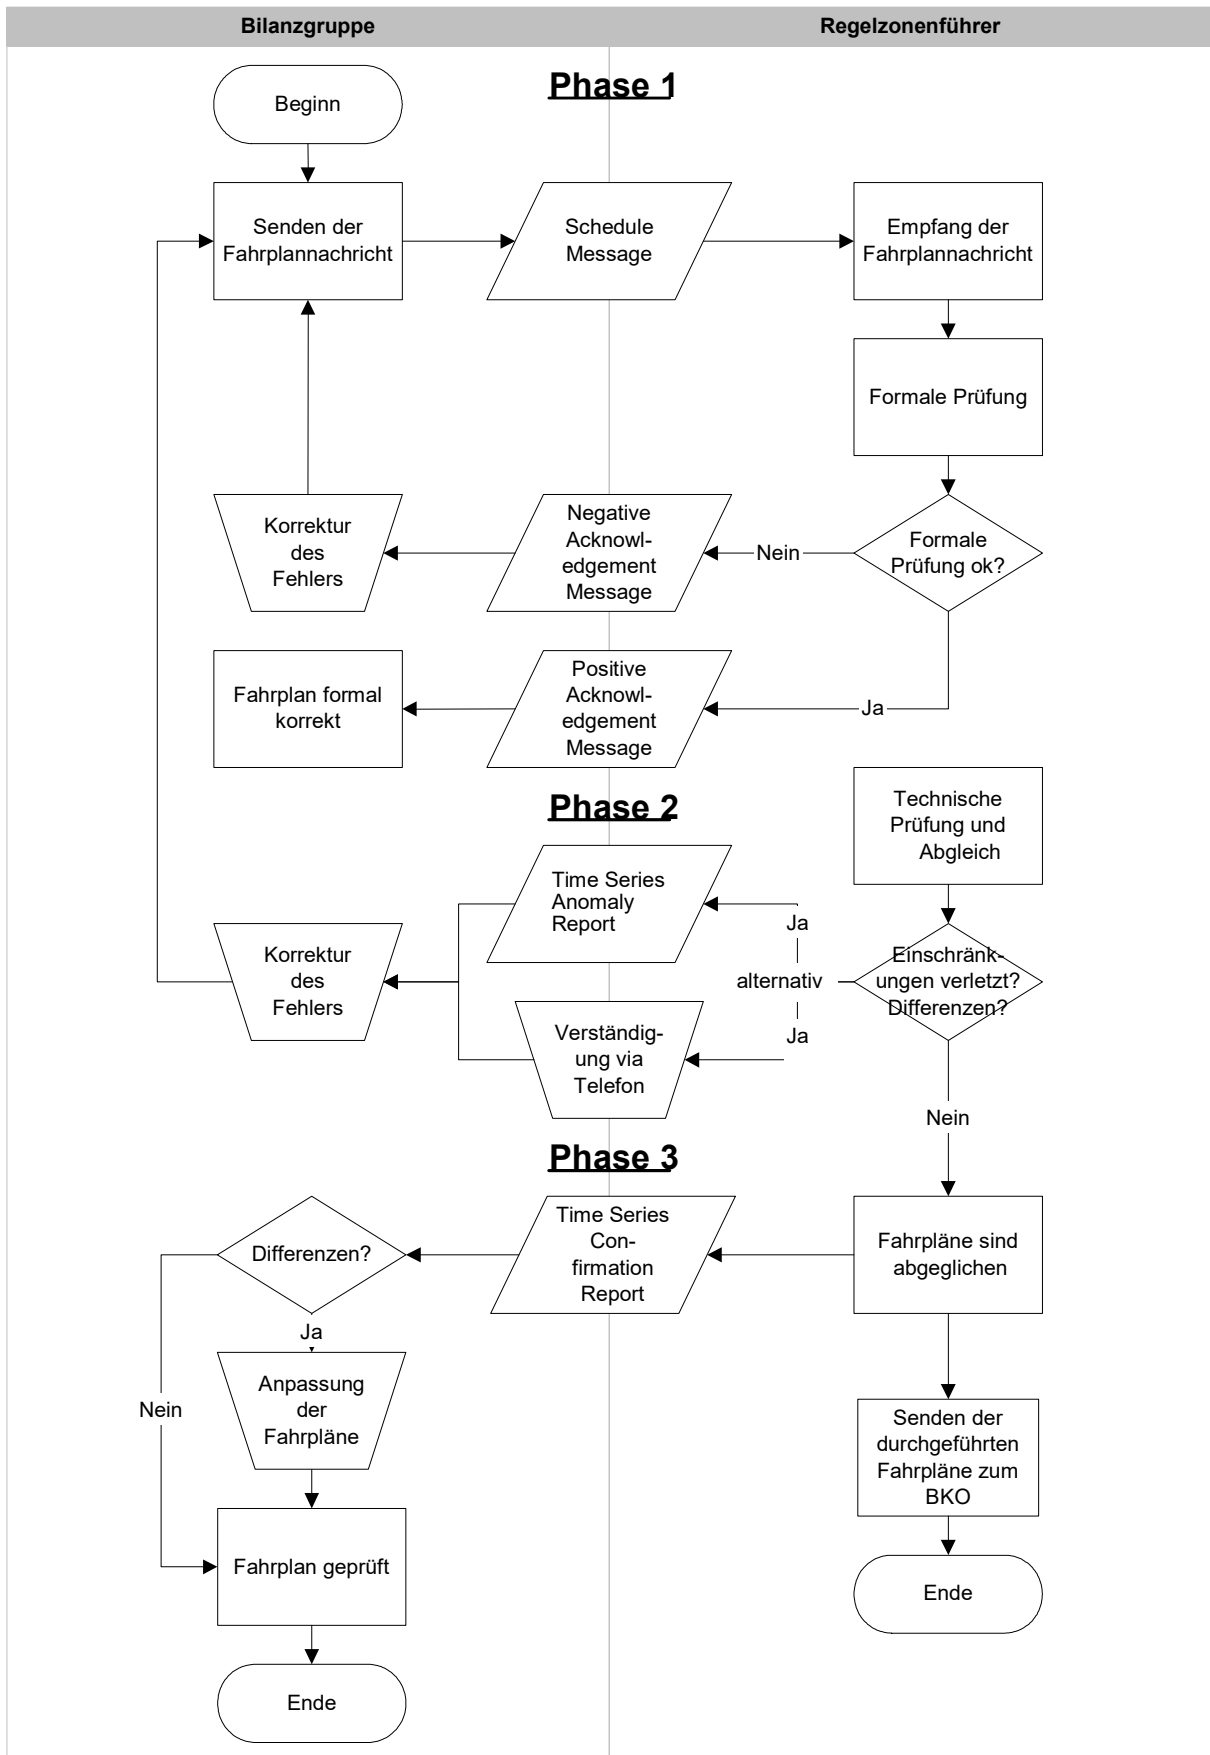 Bilanzgruppe
Regelzonenführer
Phase 1
Beginn
Senden der
Fahrplannachricht
Schedule
Message
Empfang der
Fahrplannachricht
Formale Prüfung
Korrektur
des
Fehlers
Negative
Acknowl-
edgement
Message
Nein
Formale
Prüfung ok?
Fahrplan formal
korrekt
Positive
Acknowl-
edgement
Message
Ja
Phase 2
Technische
Prüfung und
Abgleich
Time Series
Anomaly
Report
Ja
Korrektur
des
Fehlers
alternativ
Einschränk-
ungen verletzt?
Differenzen?
Verständig-
ung via
Telefon
Ja
Nein
Phase 3
Differenzen?
Time Series
Con-
firmation
Report
Fahrpläne sind
abgeglichen
Ja
Nein
Anpassung
der
Fahrpläne
Senden der
durchgeführten
Fahrpläne zum
BKO
Fahrplan geprüft
Ende
Ende